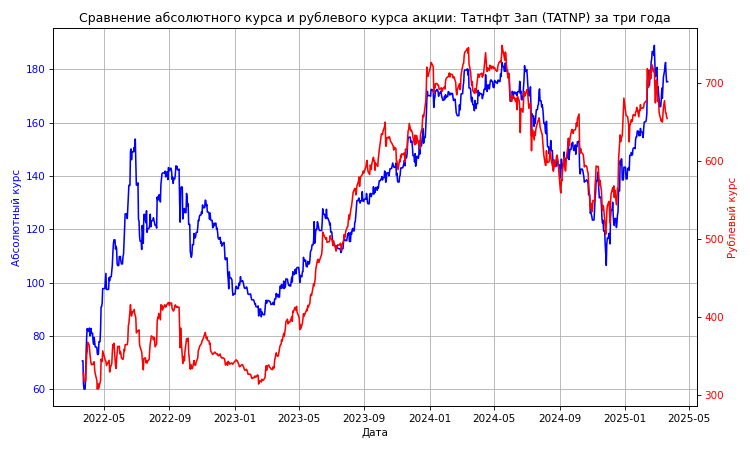 Сравнение абсолютного курса и рублевого курса акции: Татнфт 3ап (TATNP) за три года
Абсолютный курс
180
160
140
120
100
80
60
700
600
500
400
300
Рублевый курс
2022-05 2022-09 2023-01 2023-05 2023-09 2024-01 2024-05 2024-09 2025-01 2025-05
Дата